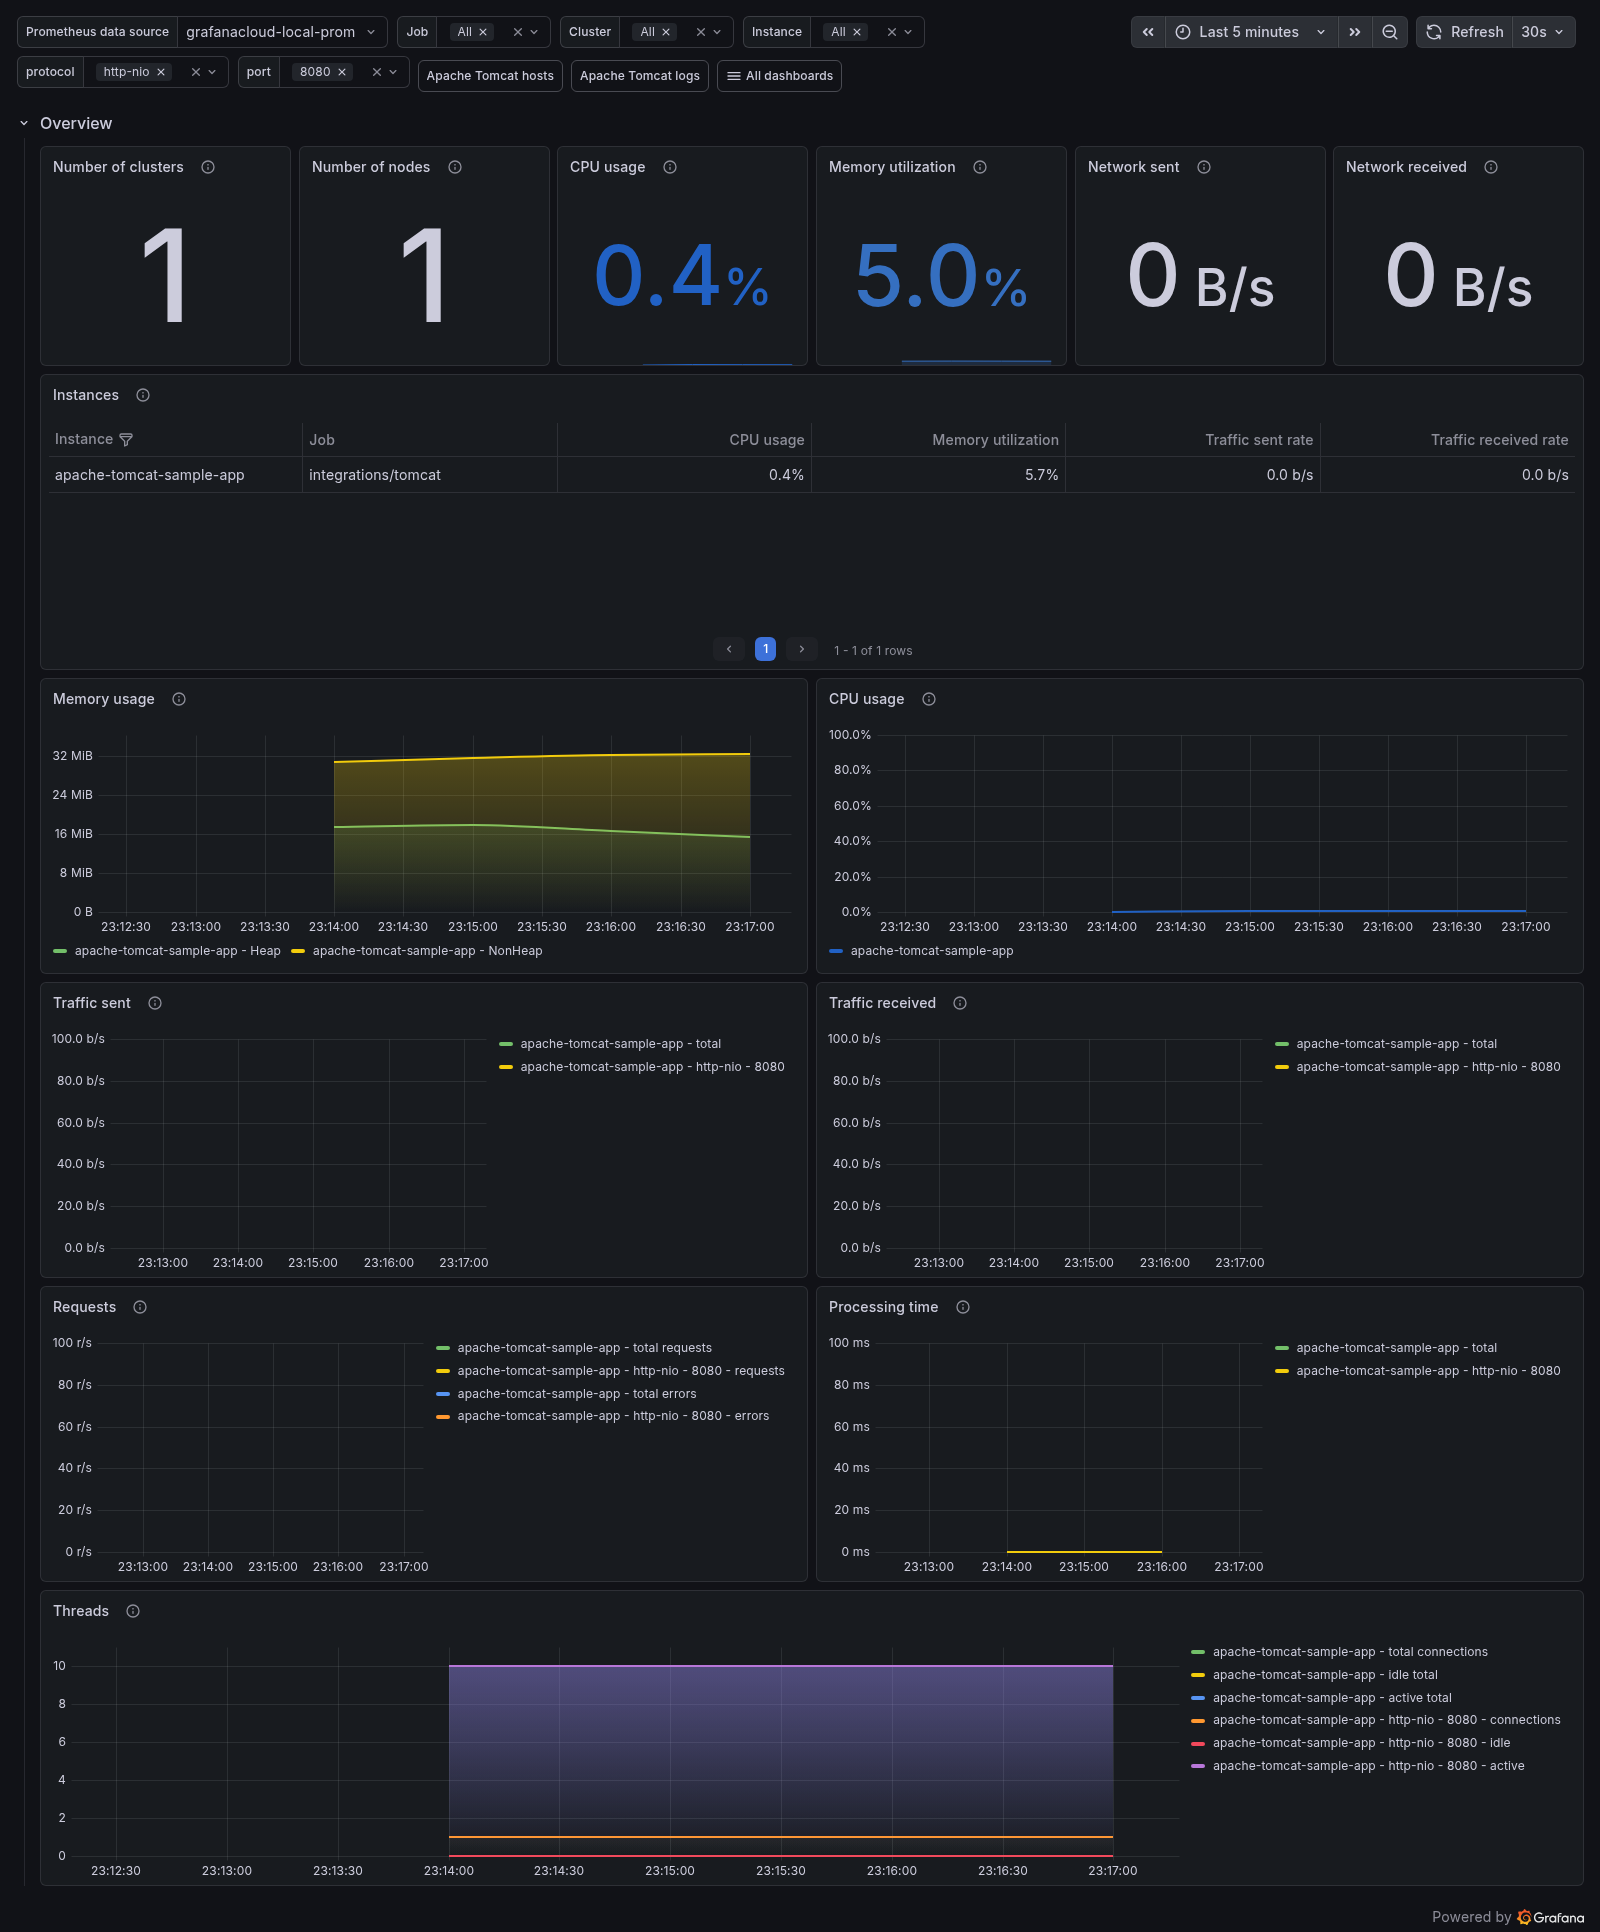 Prometheus data source grafanacloud-local-prom Job All Cluster All Instance All Last 5 minutes Refresh 30s
protocol http-nio port 8080 Apache Tomcat hosts Apache Tomcat logs All dashboards
Overview
Number of clusters Number of nodes CPU usage Memory utilization Network sent Network received
1 1 0.4% 5.0% 0 B/s 0 B/s
Instances
Instance Job CPU usage Memory utilization Traffic sent rate Traffic received rate
apache-tomcat-sample-app integrations/tomcat 0.4% 5.7% 0.0 b/s 0.0 b/s
1 1 - 1 of 1 rows
Memory usage
32 MiB
24 MiB
16 MiB
8 MiB
0 B
23:12:30 23:13:00 23:13:30 23:14:00 23:14:30 23:15:00 23:15:30 23:16:00 23:16:30 23:17:00
apache-tomcat-sample-app - Heap apache-tomcat-sample-app - NonHeap
CPU usage
100.0%
80.0%
60.0%
40.0%
20.0%
0.0%
23:12:30 23:13:00 23:13:30 23:14:00 23:14:30 23:15:00 23:15:30 23:16:00 23:16:30 23:17:00
apache-tomcat-sample-app
Traffic sent
100.0 b/s
80.0 b/s
60.0 b/s
40.0 b/s
20.0 b/s
0.0 b/s
23:13:00 23:14:00 23:15:00 23:16:00 23:17:00
apache-tomcat-sample-app - total
apache-tomcat-sample-app - http-nio - 8080
Traffic received
100.0 b/s
80.0 b/s
60.0 b/s
40.0 b/s
20.0 b/s
0.0 b/s
23:13:00 23:14:00 23:15:00 23:16:00 23:17:00
apache-tomcat-sample-app - total
apache-tomcat-sample-app - http-nio - 8080
Requests
100 r/s
80 r/s
60 r/s
40 r/s
20 r/s
0 r/s
23:13:00 23:14:00 23:15:00 23:16:00 23:17:00
apache-tomcat-sample-app - total requests
apache-tomcat-sample-app - http-nio - 8080 - requests
apache-tomcat-sample-app - total errors
apache-tomcat-sample-app - http-nio - 8080 - errors
Processing time
100 ms
80 ms
60 ms
40 ms
20 ms
0 ms
23:13:00 23:14:00 23:15:00 23:16:00 23:17:00
apache-tomcat-sample-app - total
apache-tomcat-sample-app - http-nio - 8080
Threads
10
8
6
4
2
0
23:12:30 23:13:00 23:13:30 23:14:00 23:14:30 23:15:00 23:15:30 23:16:00 23:16:30 23:17:00
apache-tomcat-sample-app - total connections
apache-tomcat-sample-app - idle total
apache-tomcat-sample-app - active total
apache-tomcat-sample-app - http-nio - 8080 - connections
apache-tomcat-sample-app - http-nio - 8080 - idle
apache-tomcat-sample-app - http-nio - 8080 - active
Powered by Grafana